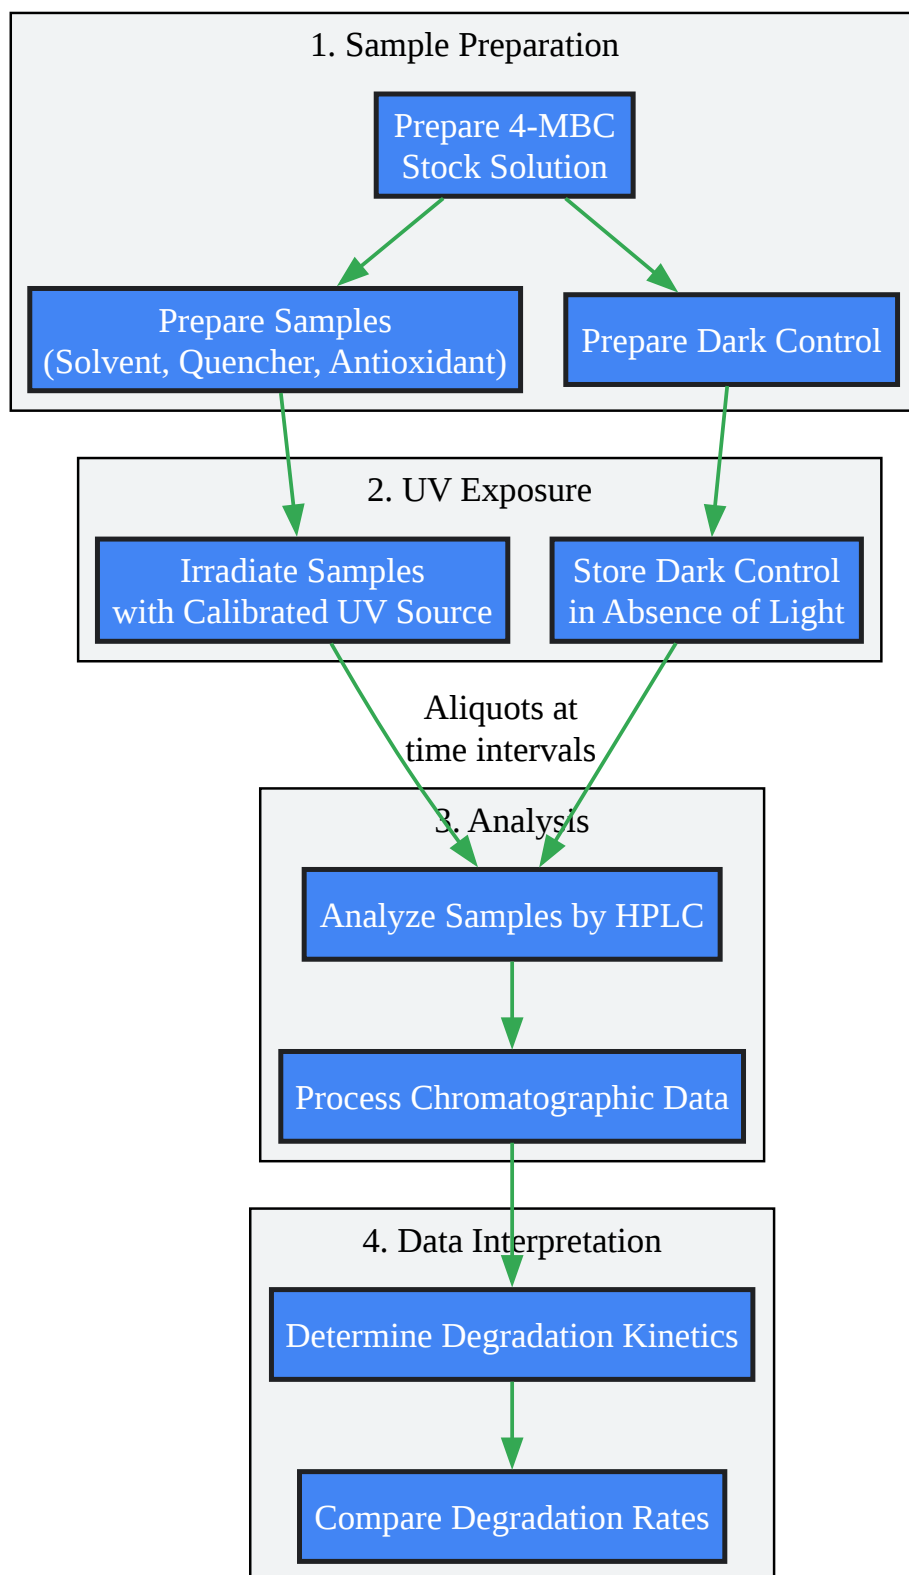 1. Sample Preparation
Prepare 4-MBC
Stock Solution
Prepare Samples
(Solvent, Quencher, Antioxidant)
Prepare Dark Control
2. UV Exposure
Irradiate Samples
with Calibrated UV Source
Store Dark Control
in Absence of Light
Aliquots at
time intervals
3. Analysis
Analyze Samples by HPLC
Process Chromatographic Data
4. Data Interpretation
Determine Degradation Kinetics
Compare Degradation Rates